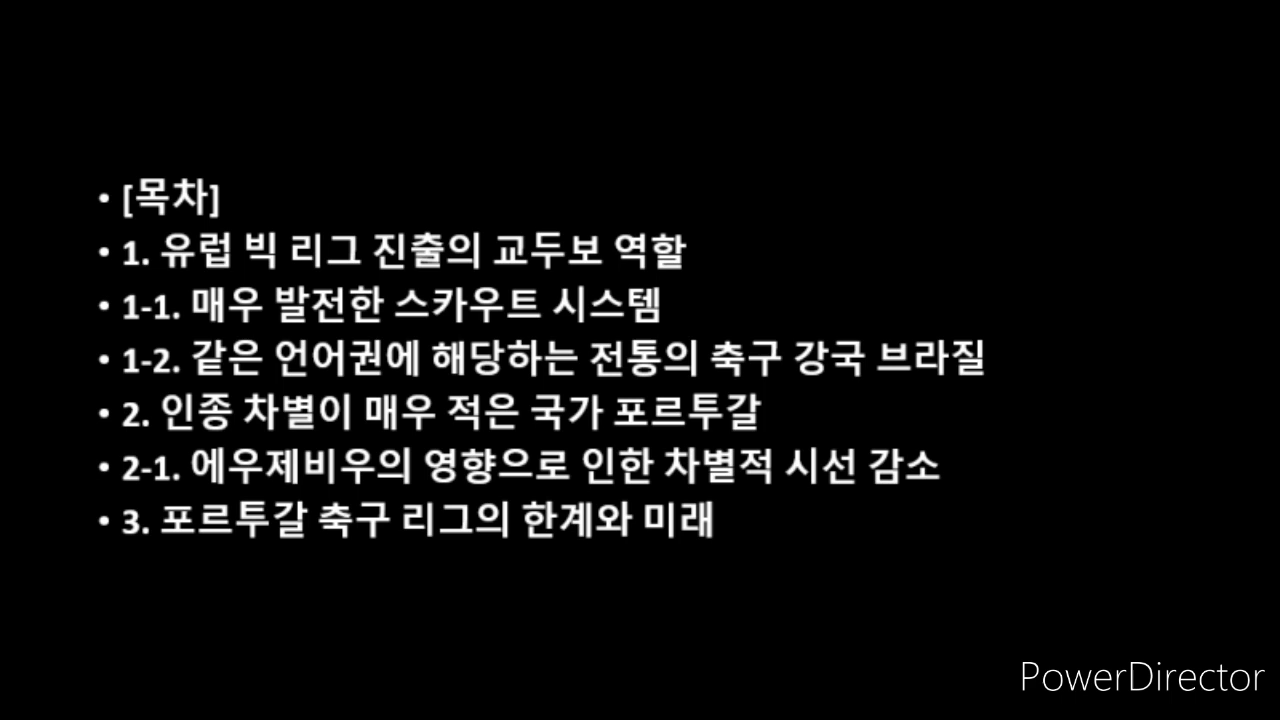 • [목차]
• 1. 유럽 빅 리그 진출의 교두보 역할
• 1-1. 매우 발전한 스카우트 시스템
• 1-2. 같은 언어권에 해당하는 전통의 축구 강국 브라질
• 2. 인종 차별이 매우 적은 국가 포르투갈
• 2-1. 에우제비우의 영향으로 인한 차별적 시선 감소
• 3. 포르투갈 축구 리그의 한계와 미래
PowerDirector